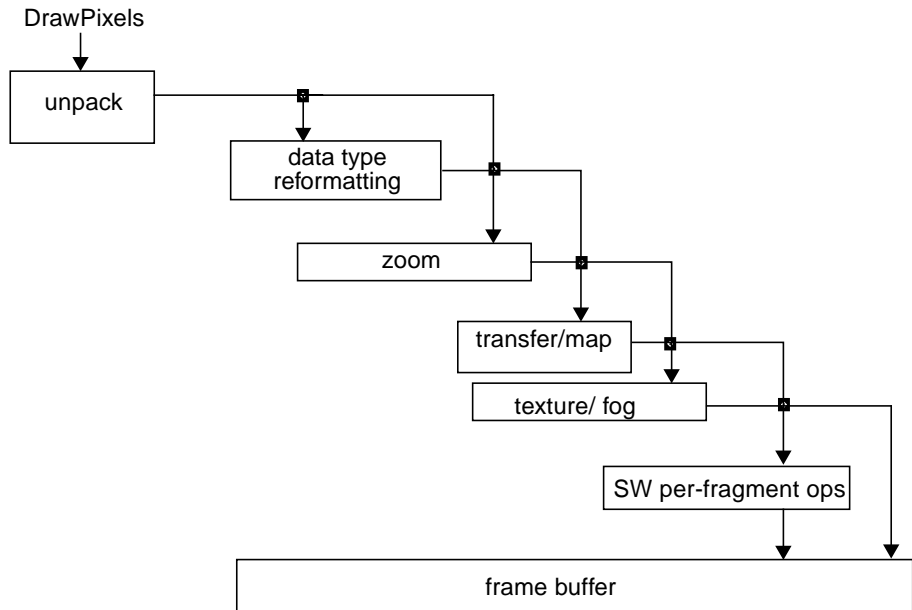 DrawPixels
unpack
data type
reformatting
zoom
transfer/map
texture/ fog
SW per-fragment ops
frame buffer